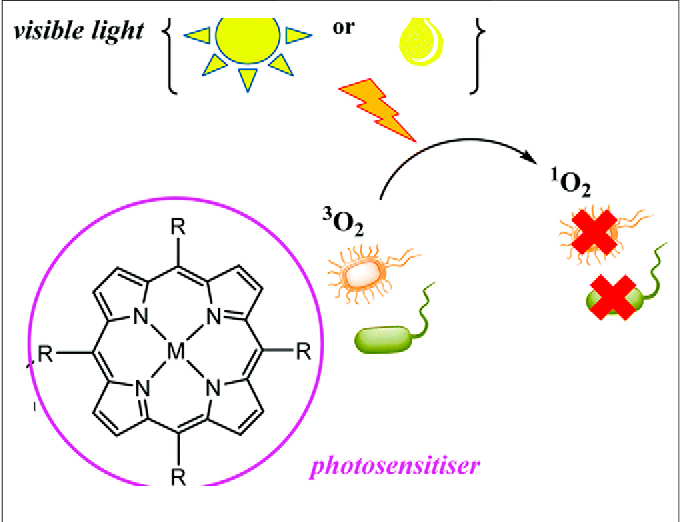 visible light { or }
¹O₂
³O₂
R
N N
R M R
N N
R
photosensitiser